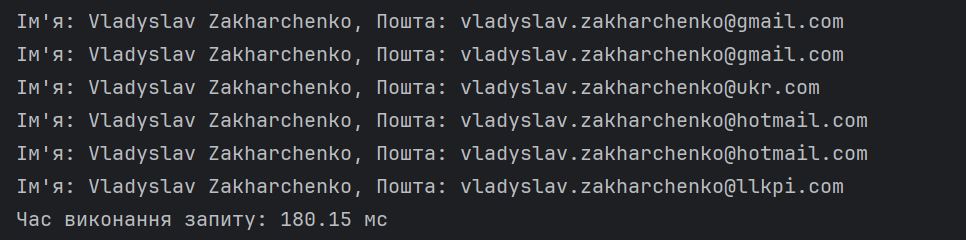 Ім'я: Vladyslav Zakharchenko, Пошта: vladyslav.zakharchenko@gmail.com
Ім'я: Vladyslav Zakharchenko, Пошта: vladyslav.zakharchenko@gmail.com
Ім'я: Vladyslav Zakharchenko, Пошта: vladyslav.zakharchenko@ukr.com
Ім'я: Vladyslav Zakharchenko, Пошта: vladyslav.zakharchenko@hotmail.com
Ім'я: Vladyslav Zakharchenko, Пошта: vladyslav.zakharchenko@hotmail.com
Ім'я: Vladyslav Zakharchenko, Пошта: vladyslav.zakharchenko@llkpi.com
Час виконання запиту: 180.15 мс